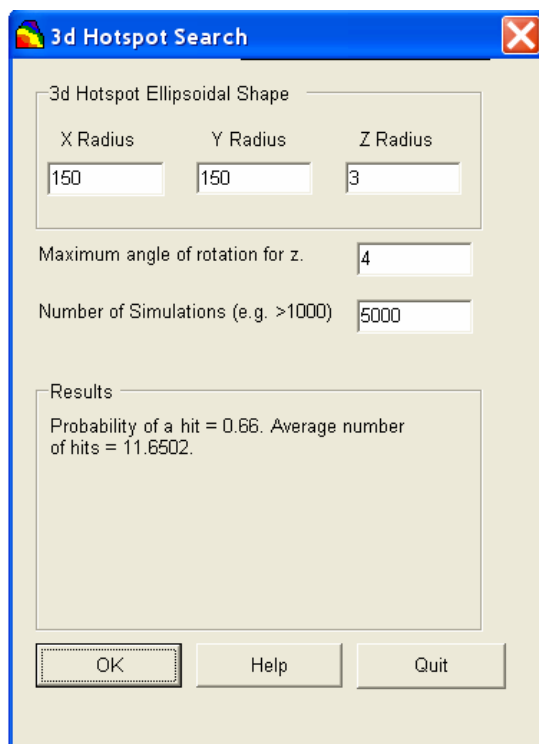 3d Hotspot Search
3d Hotspot Ellipsoidal Shape
X Radius Y Radius Z Radius
150 150 3
Maximum angle of rotation for z. 4
Number of Simulations (e.g. >1000) 5000
Results
Probability of a hit = 0.66. Average number
of hits = 11.6502.
OK Help Quit